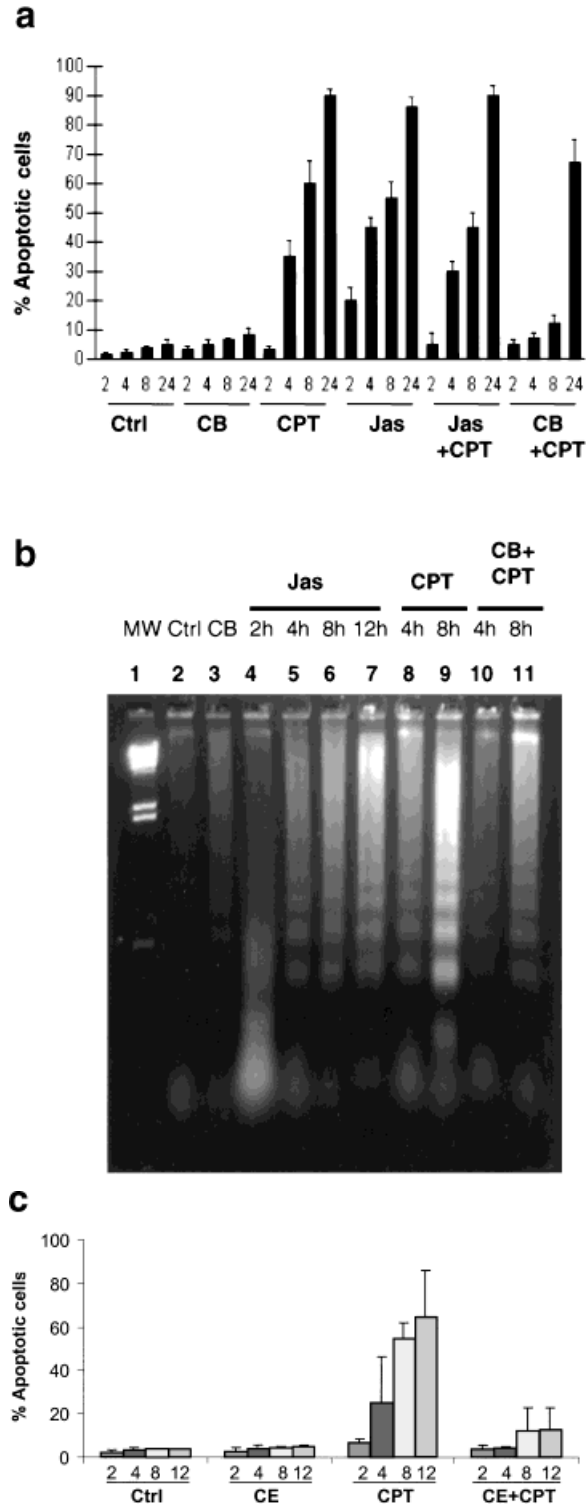 a
% Apoptotic cells
100
90
80
70
60
50
40
30
20
10
0
2 4 8 24 2 4 8 24 2 4 8 24 2 4 8 24 2 4 8 24 2 4 8 24
Ctrl CB CPT Jas Jas CB
+CPT +CPT
b
CB+
Jas CPT CPT
MW Ctrl CB 2h 4h 8h 12h 4h 8h 4h 8h
1 2 3 4 5 6 7 8 9 10 11
c
% Apoptotic cells
100
80
60
40
20
0
2 4 8 12 2 4 8 12 2 4 8 12 2 4 8 12
Ctrl CE CPT CE+CPT